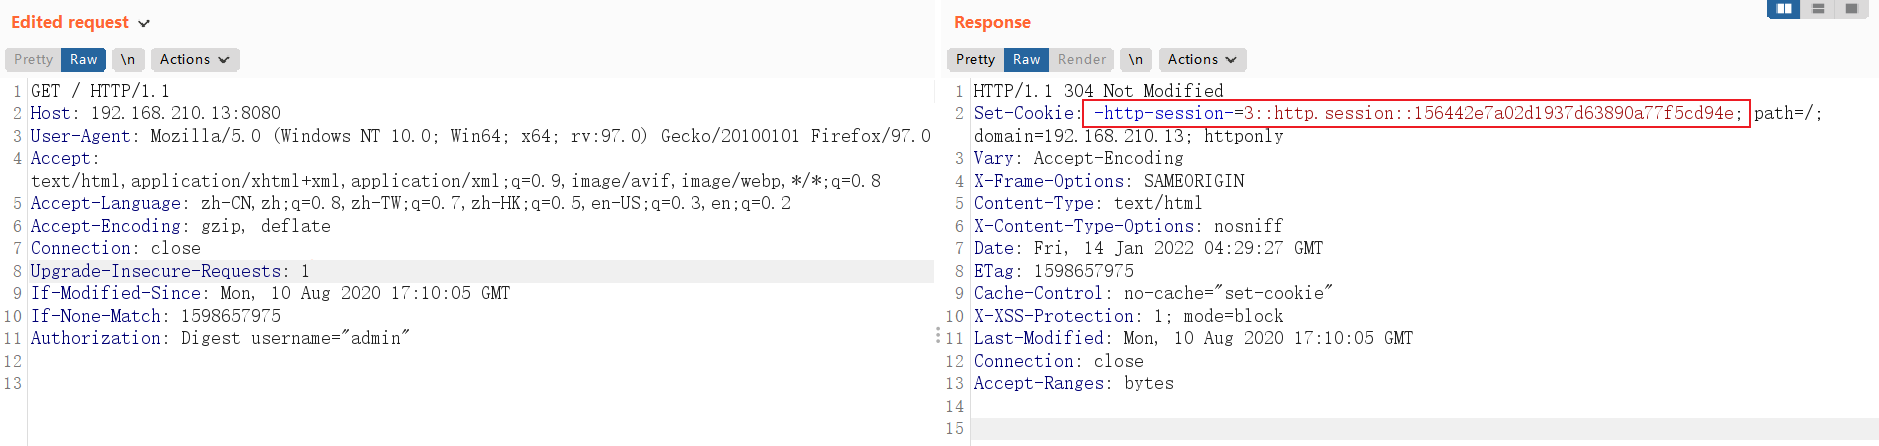 Edited request
Pretty Raw \n Actions
1 GET / HTTP/1.1
2 Host: 192.168.210.13:8080
3 User-Agent: Mozilla/5.0 (Windows NT 10.0; Win64; x64; rv:97.0) Gecko/20100101 Firefox/97.0
4 Accept:
text/html,application/xhtml+xml,application/xml;q=0.9,image/avif,image/webp,*/*;q=0.8
5 Accept-Language: zh-CN,zh;q=0.8,zh-TW;q=0.7,zh-HK;q=0.5,en-US;q=0.3,en;q=0.2
6 Accept-Encoding: gzip, deflate
7 Connection: close
8 Upgrade-Insecure-Requests: 1
9 If-Modified-Since: Mon, 10 Aug 2020 17:10:05 GMT
10 If-None-Match: 1598657975
11 Authorization: Digest username="admin"
12
13
Response
Pretty Raw Render \n Actions
1 HTTP/1.1 304 Not Modified
2 Set-Cookie: -http-session-=3::http.session::156442e7a02d1937d63890a77f5cd94e; path=/;
domain=192.168.210.13; httponly
3 Vary: Accept-Encoding
4 X-Frame-Options: SAMEORIGIN
5 Content-Type: text/html
6 X-Content-Type-Options: nosniff
7 Date: Fri, 14 Jan 2022 04:29:27 GMT
8 ETag: 1598657975
9 Cache-Control: no-cache="set-cookie"
10 X-XSS-Protection: 1; mode=block
11 Last-Modified: Mon, 10 Aug 2020 17:10:05 GMT
12 Connection: close
13 Accept-Ranges: bytes
14
15